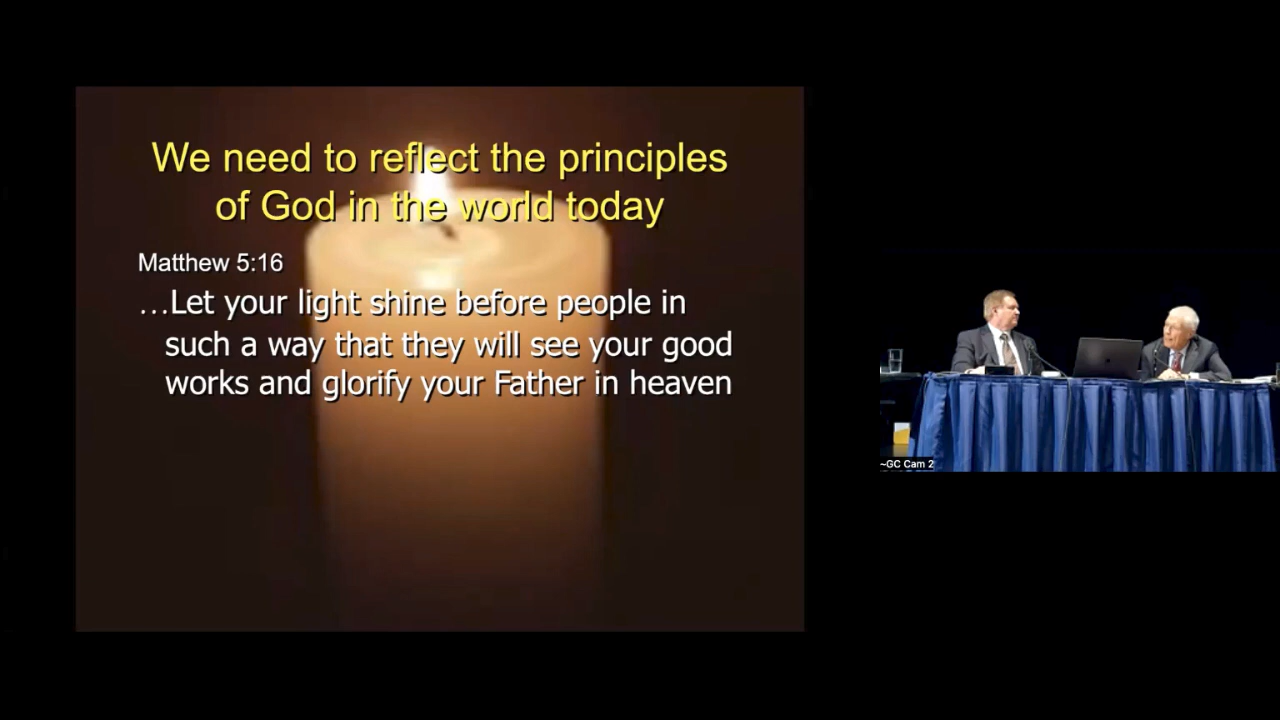 We need to reflect the principles
of God in the world today
Matthew 5:16
…Let your light shine before people in
such a way that they will see your good
works and glorify your Father in heaven
~GC Cam 2